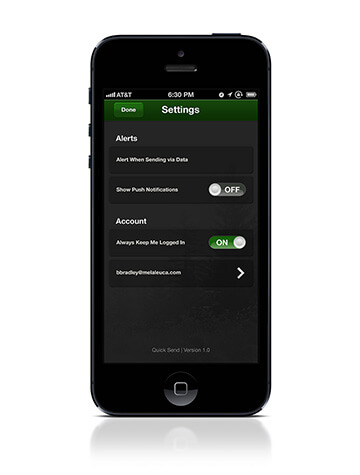 AT&T 6:30 PM
Done Settings
Alerts
Alert When Sending via Data
Show Push Notifications OFF
Account
Always Keep Me Logged In ON
bbradley@melaleuca.com
Quick Send | Version 1.0